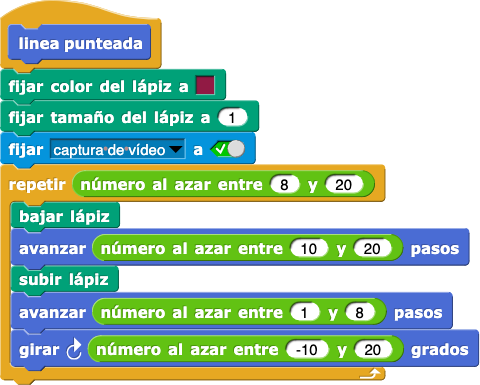 linea punteada
fijar color del lápiz a
fijar tamaño del lápiz a 1
fijar captura de vídeo a
repetir número al azar entre 8 y 20
bajar lápiz
avanzar número al azar entre 10 y 20 pasos
subir lápiz
avanzar número al azar entre 1 y 8 pasos
girar número al azar entre -10 y 20 grados